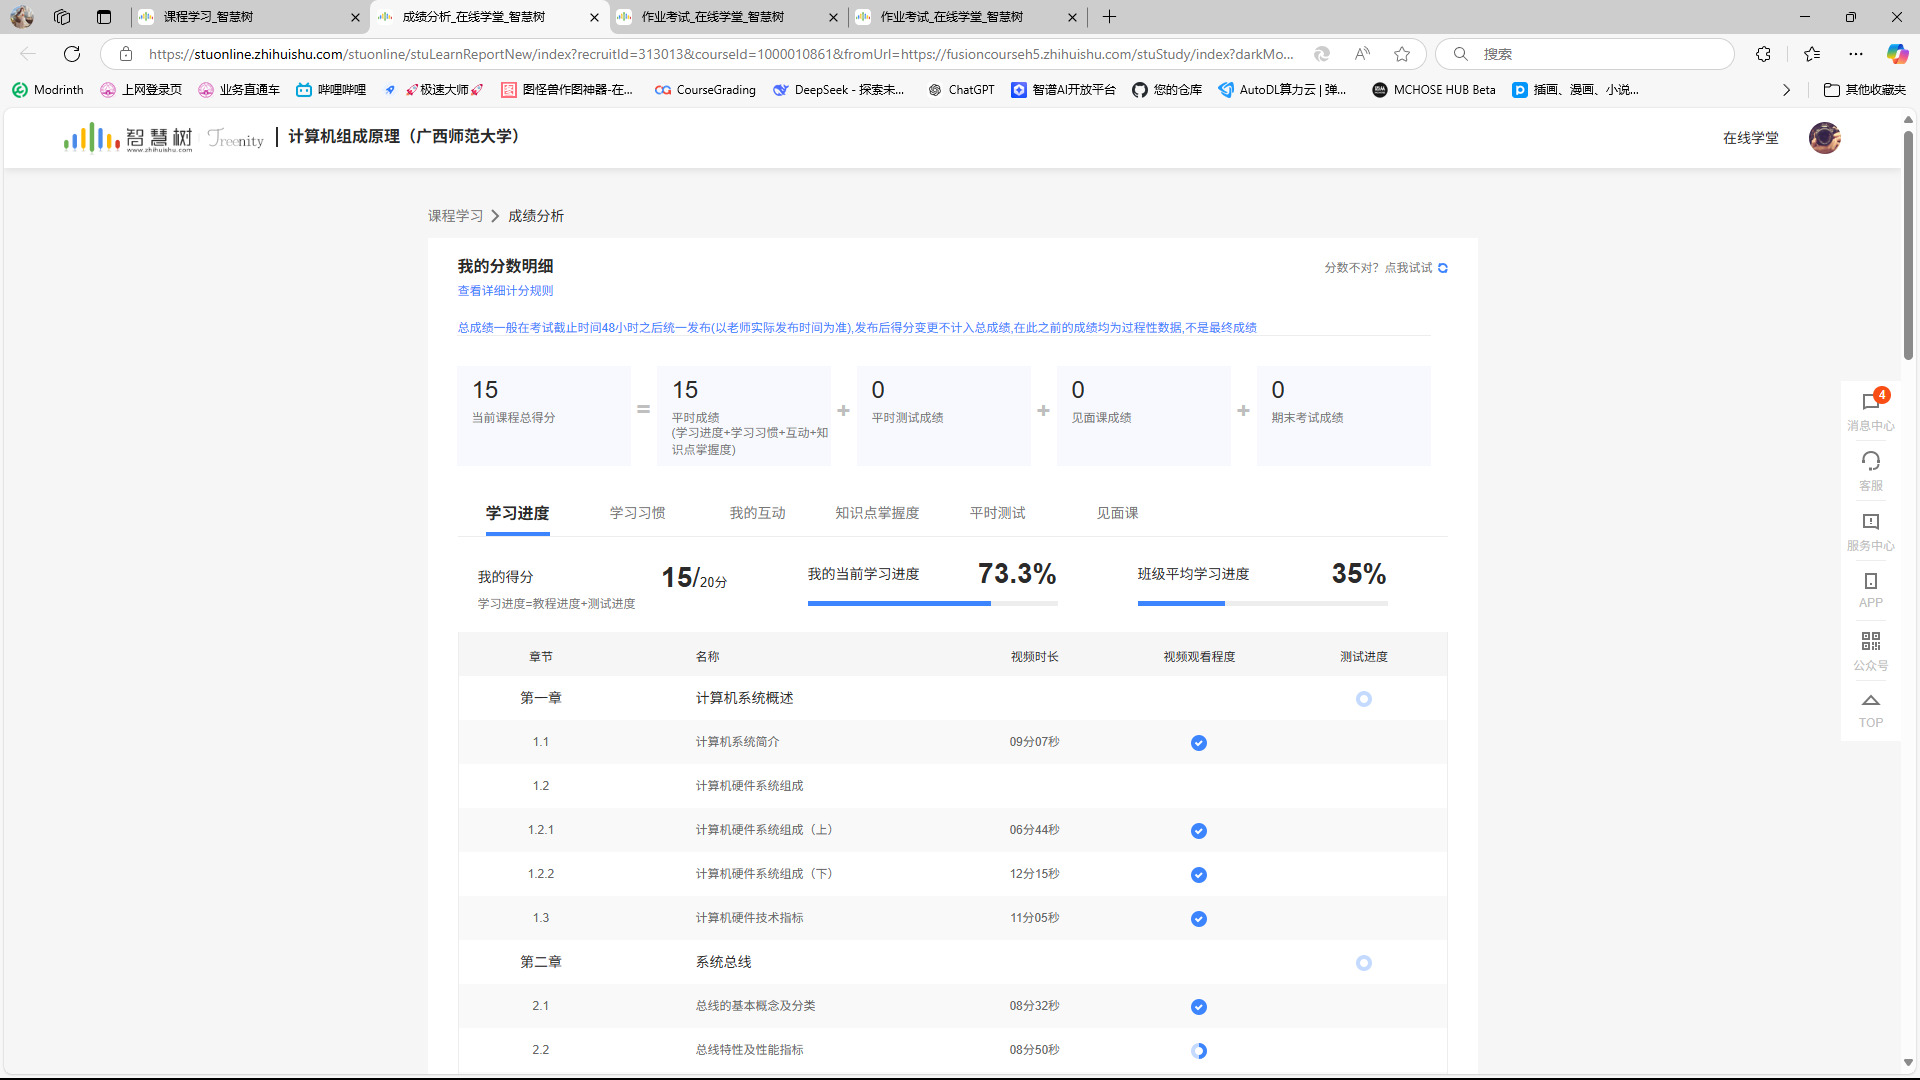 课程学习_智慧树
成绩分析_在线学堂_智慧树
作业考试_在线学堂_智慧树
作业考试_在线学堂_智慧树
https://stuonline.zhihuishu.com/stuonline/stuLearnReportNew/index?recruitId=313013&courseId=1000010861&fromUrl=https://fusioncourseh5.zhihuishu.com/stuStudy/index?darkMo...
搜索
Modrinth
上网登录页
业务直通车
哔哩哔哩
🚀极速大师🚀
图怪兽作图神器-在...
CourseGrading
DeepSeek - 探索未...
ChatGPT
智谱AI开放平台
您的仓库
AutoDL算力云 | 弹...
MCHOSE HUB Beta
插画、漫画、小说...
其他收藏夹
智慧树
www.zhihuishu.com
Treenity
计算机组成原理（广西师范大学）
在线学堂
课程学习 > 成绩分析
我的分数明细
分数不对？点我试试
查看详细计分规则
总成绩一般在考试截止时间48小时之后统一发布(以老师实际发布时间为准),发布后得分变更不计入总成绩,在此之前的成绩均为过程性数据,不是最终成绩
15
当前课程总得分
=
15
平时成绩
(学习进度+学习习惯+互动+知
识点掌握度)
+
0
平时测试成绩
+
0
见面课成绩
+
0
期末考试成绩
学习进度
学习习惯
我的互动
知识点掌握度
平时测试
见面课
我的得分
15/20分
学习进度=教程进度+测试进度
我的当前学习进度
73.3%
班级平均学习进度
35%
章节 名称 视频时长 视频观看程度 测试进度
第一章 计算机系统概述
1.1 计算机系统简介 09分07秒
1.2 计算机硬件系统组成
1.2.1 计算机硬件系统组成（上） 06分44秒
1.2.2 计算机硬件系统组成（下） 12分15秒
1.3 计算机硬件技术指标 11分05秒
第二章 系统总线
2.1 总线的基本概念及分类 08分32秒
2.2 总线特性及性能指标 08分50秒
4
消息中心
客服
服务中心
APP
公众号
TOP